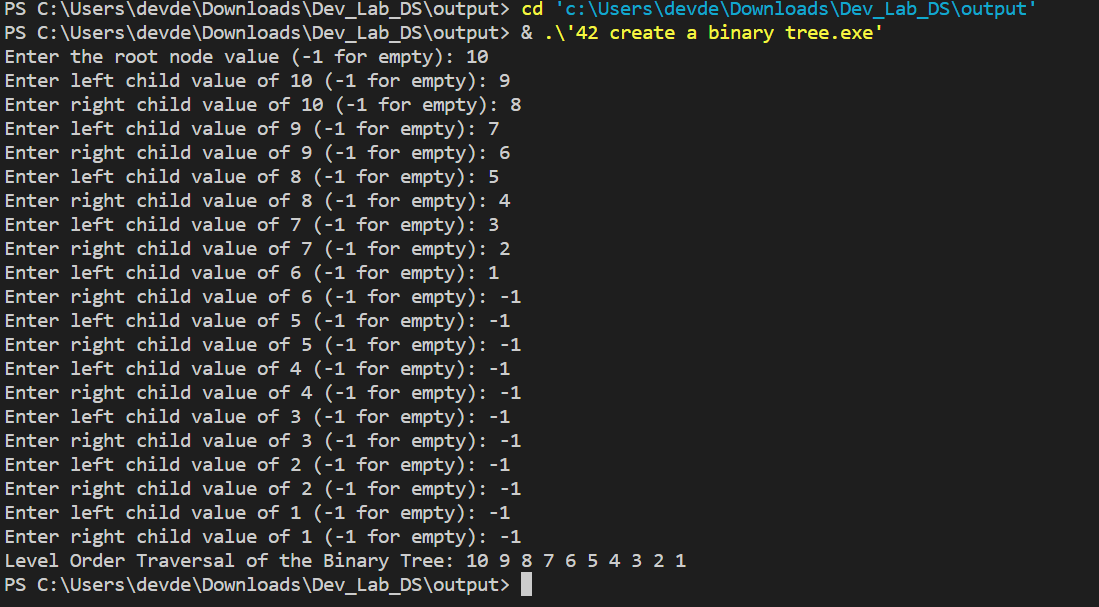 PS C:\Users\devde\Downloads\Dev_Lab_DS\output> cd 'c:\Users\devde\Downloads\Dev_Lab_DS\output'
PS C:\Users\devde\Downloads\Dev_Lab_DS\output> & .\'42 create a binary tree.exe'
Enter the root node value (-1 for empty): 10
Enter left child value of 10 (-1 for empty): 9
Enter right child value of 10 (-1 for empty): 8
Enter left child value of 9 (-1 for empty): 7
Enter right child value of 9 (-1 for empty): 6
Enter left child value of 8 (-1 for empty): 5
Enter right child value of 8 (-1 for empty): 4
Enter left child value of 7 (-1 for empty): 3
Enter right child value of 7 (-1 for empty): 2
Enter left child value of 6 (-1 for empty): 1
Enter right child value of 6 (-1 for empty): -1
Enter left child value of 5 (-1 for empty): -1
Enter right child value of 5 (-1 for empty): -1
Enter left child value of 4 (-1 for empty): -1
Enter right child value of 4 (-1 for empty): -1
Enter left child value of 3 (-1 for empty): -1
Enter right child value of 3 (-1 for empty): -1
Enter left child value of 2 (-1 for empty): -1
Enter right child value of 2 (-1 for empty): -1
Enter left child value of 1 (-1 for empty): -1
Enter right child value of 1 (-1 for empty): -1
Level Order Traversal of the Binary Tree: 10 9 8 7 6 5 4 3 2 1
PS C:\Users\devde\Downloads\Dev_Lab_DS\output>